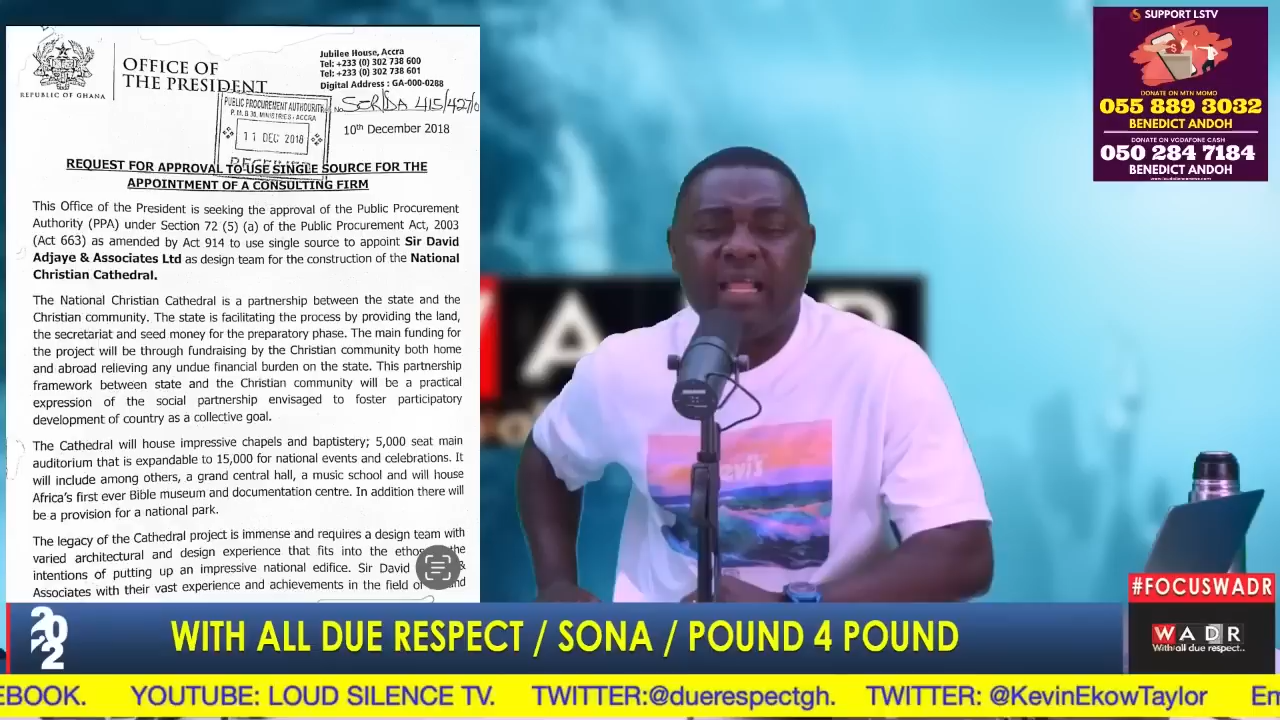 OFFICE OF
THE PRESIDENT
REPUBLIC OF GHANA
Jubilee House, Accra
Tel: +233 (0) 302 738 600
Tel: +233 (0) 302 738 601
Digital Address : GA-000-0288
PUBLIC PROCUREMENT AUTHOURITY
P. M. B 30, MINISTRIES - ACCRA
11 DEC 2018
RECEIVED
No
SCR/DA 415/427/0
10th December 2018
REQUEST FOR APPROVAL TO USE SINGLE SOURCE FOR THE
APPOINTMENT OF A CONSULTING FIRM
This Office of the President is seeking the approval of the Public Procurement
Authority (PPA) under Section 72 (5) (a) of the Public Procurement Act, 2003
(Act 663) as amended by Act 914 to use single source to appoint Sir David
Adjaye & Associates Ltd as design team for the construction of the National
Christian Cathedral.
The National Christian Cathedral is a partnership between the state and the
Christian community. The state is facilitating the process by providing the land,
the secretariat and seed money for the preparatory phase. The main funding for
the project will be through fundraising by the Christian community both home
and abroad relieving any undue financial burden on the state. This partnership
framework between state and the Christian community will be a practical
expression of the social partnership envisaged to foster participatory
development of country as a collective goal.
The Cathedral will house impressive chapels and baptistery; 5,000 seat main
auditorium that is expandable to 15,000 for national events and celebrations. It
will include among others, a grand central hall, a music school and will house
Africa's first ever Bible museum and documentation centre. In addition there will
be a provision for a national park.
The legacy of the Cathedral project is immense and requires a design team with
varied architectural and design experience that fits into the ethos the
intentions of putting up an impressive national edifice. Sir David &
Associates with their vast experience and achievements in the field of
SUPPORT LSTV
DONATE ON MTN MOMO
055 889 3032
BENEDICT ANDOH
DONATE ON VODAFONE CASH
050 284 7184
BENEDICT ANDOH
Levi's
#FOCUSWADR
2022
WITH ALL DUE RESPECT / SONA / POUND 4 POUND
WADR
With all due respect..
EBOOK. YOUTUBE: LOUD SILENCE TV. TWITTER:@duerespectgh. TWITTER: @KevinEkowTaylor Em